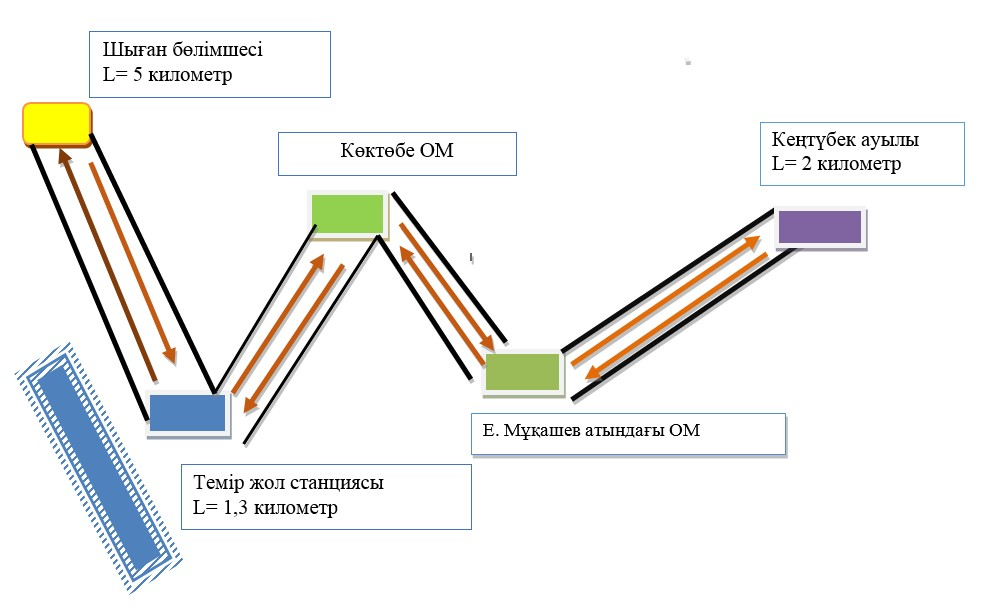 Шыған бөлімшесі
L= 5 километр
Көктөбе ОМ
Кеңтүбек ауылы
L= 2 километр
Е. Мұқашев атындағы ОМ
Темір жол станциясы
L= 1,3 километр